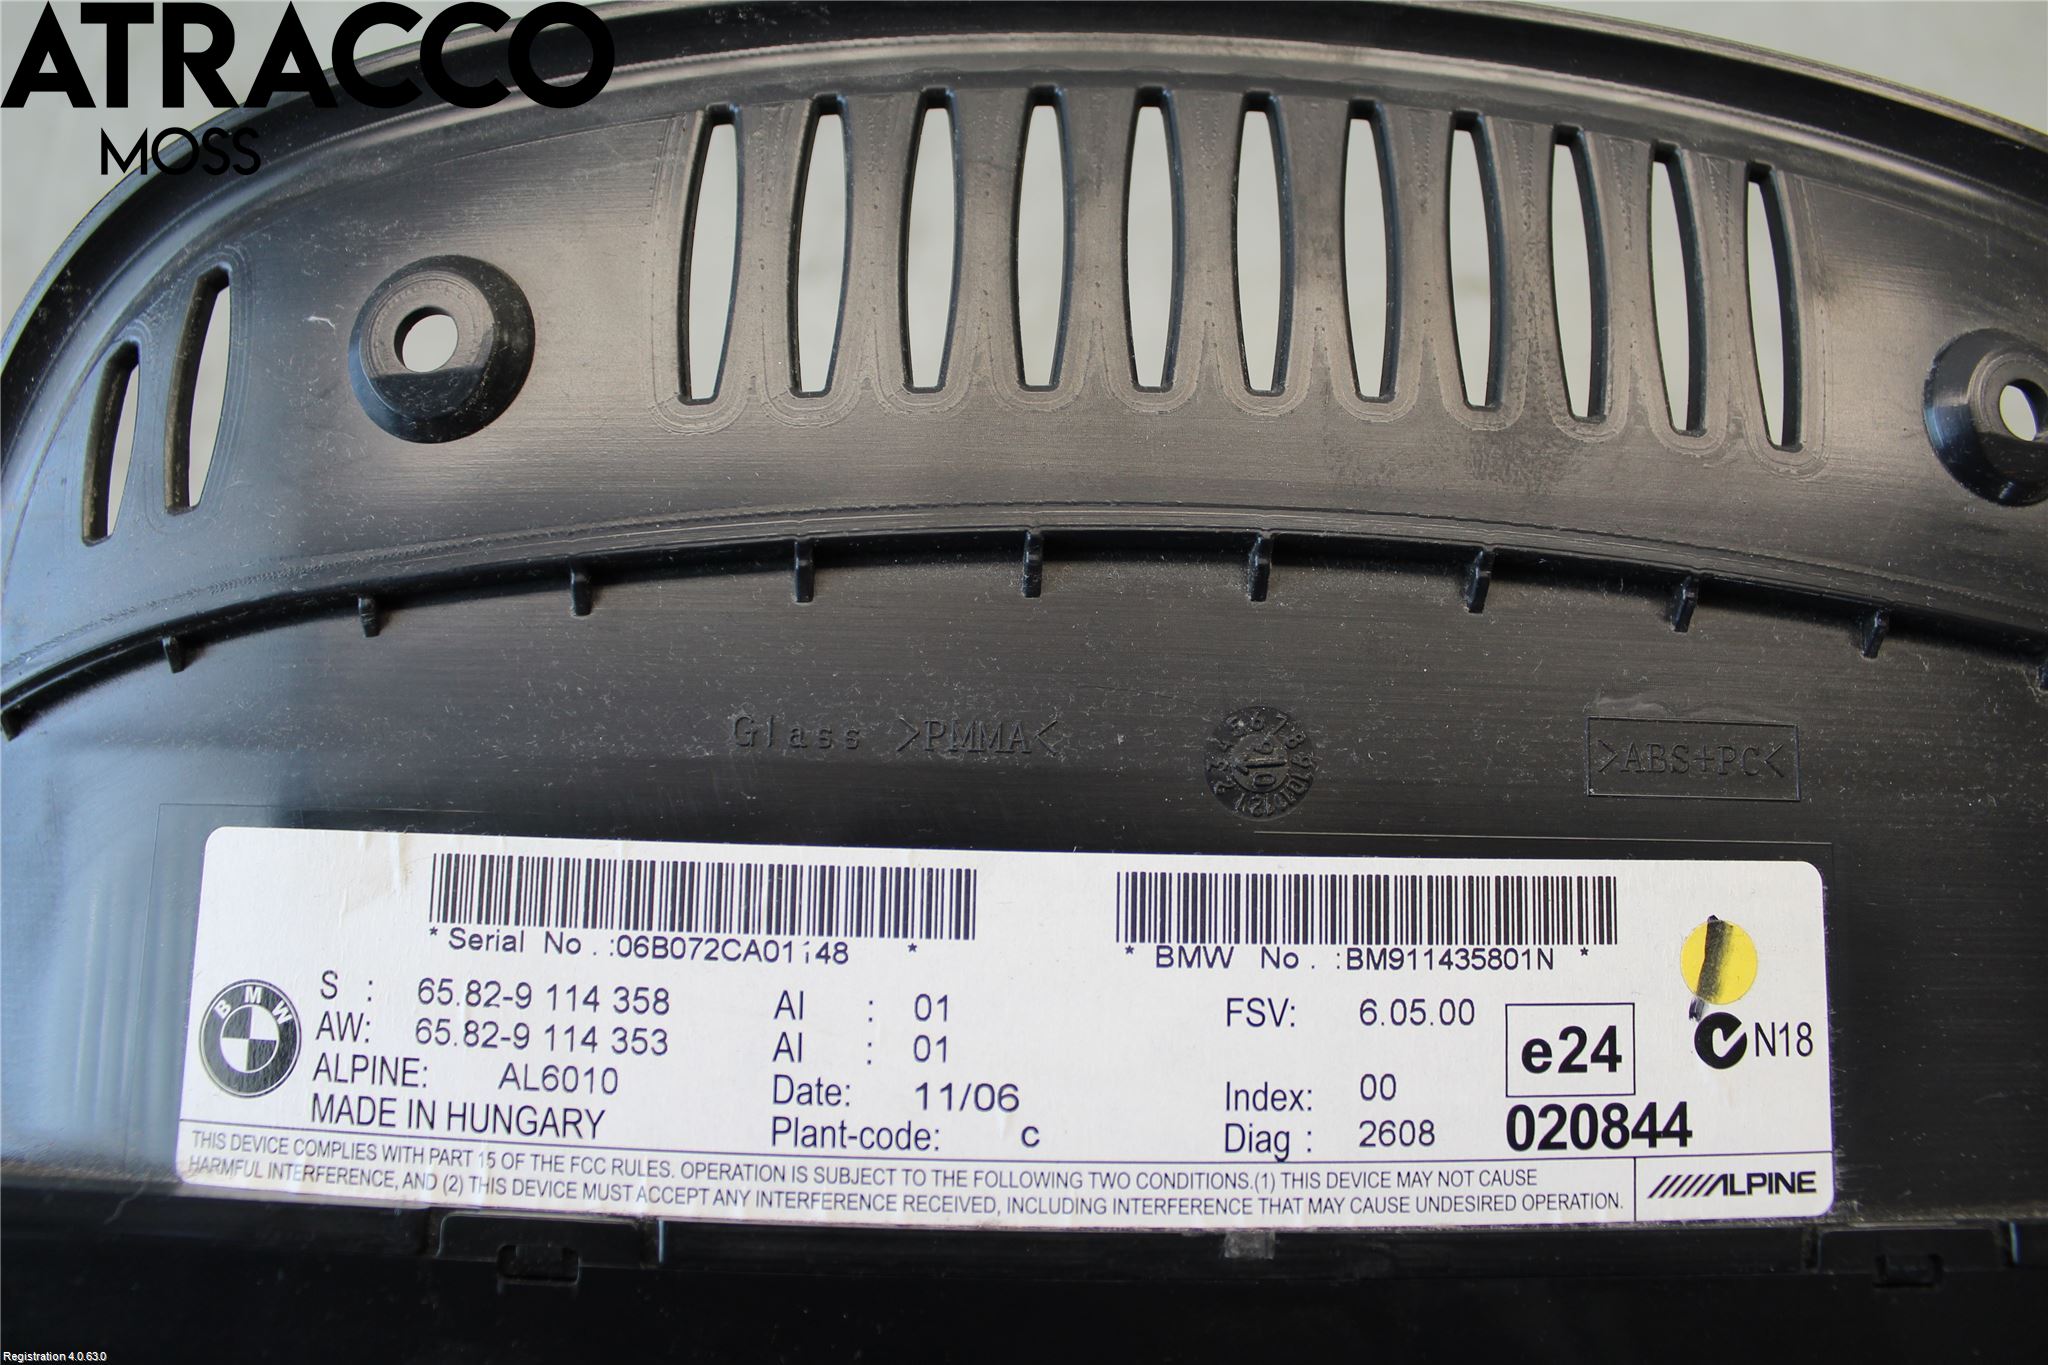 ATRACCO
MOSS
Glass >PMMA<
>ABS+PC<
* Serial No.:06B072CA01148 *
* BMW No. :BM911435801N *
BMW
S : 65.82-9 114 358 AI : 01 FSV: 6.05.00
AW: 65.82-9 114 353 AI : 01
ALPINE: AL6010 Date: 11/06 Index: 00
MADE IN HUNGARY Plant-code: c Diag : 2608
e24
020844
N18
THIS DEVICE COMPLIES WITH PART 15 OF THE FCC RULES. OPERATION IS SUBJECT TO THE FOLLOWING TWO CONDITIONS.(1) THIS DEVICE MAY NOT CAUSE
HARMFUL INTERFERENCE, AND (2) THIS DEVICE MUST ACCEPT ANY INTERFERENCE RECEIVED, INCLUDING INTERFERENCE THAT MAY CAUSE UNDESIRED OPERATION.
ALPINE
Registration 4.0.63.0